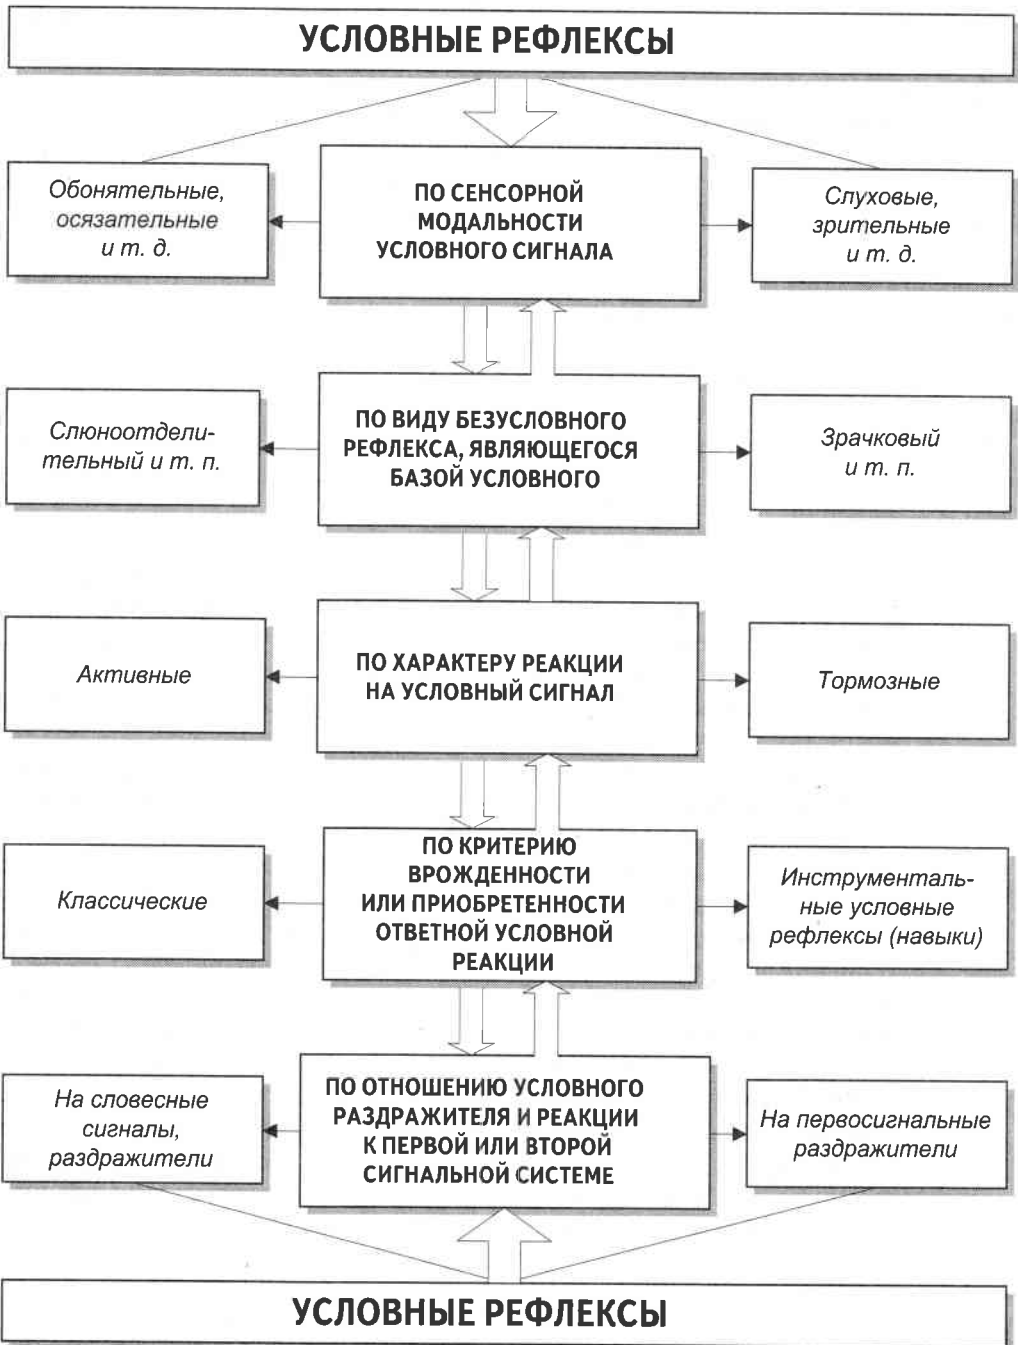 УСЛОВНЫЕ РЕФЛЕКСЫ
Обонятельные,
осязательные
и т. д.
ПО СЕНСОРНОЙ
МОДАЛЬНОСТИ
УСЛОВНОГО СИГНАЛА
Слуховые,
зрительные
и т. д.
Слюноотдели-
тельный и т. п.
ПО ВИДУ БЕЗУСЛОВНОГО
РЕФЛЕКСА, ЯВЛЯЮЩЕГОСЯ
БАЗОЙ УСЛОВНОГО
Зрачковый
и т. п.
Активные
ПО ХАРАКТЕРУ РЕАКЦИИ
НА УСЛОВНЫЙ СИГНАЛ
Тормозные
Классические
ПО КРИТЕРИЮ
ВРОЖДЕННОСТИ
ИЛИ ПРИОБРЕТЕННОСТИ
ОТВЕТНОЙ УСЛОВНОЙ
РЕАКЦИИ
Инструменталь-
ные условные
рефлексы (навыки)
На словесные
сигналы,
раздражители
ПО ОТНОШЕНИЮ УСЛОВНОГО
РАЗДРАЖИТЕЛЯ И РЕАКЦИИ
К ПЕРВОЙ ИЛИ ВТОРОЙ
СИГНАЛЬНОЙ СИСТЕМЕ
На первосигнальные
раздражители
УСЛОВНЫЕ РЕФЛЕКСЫ